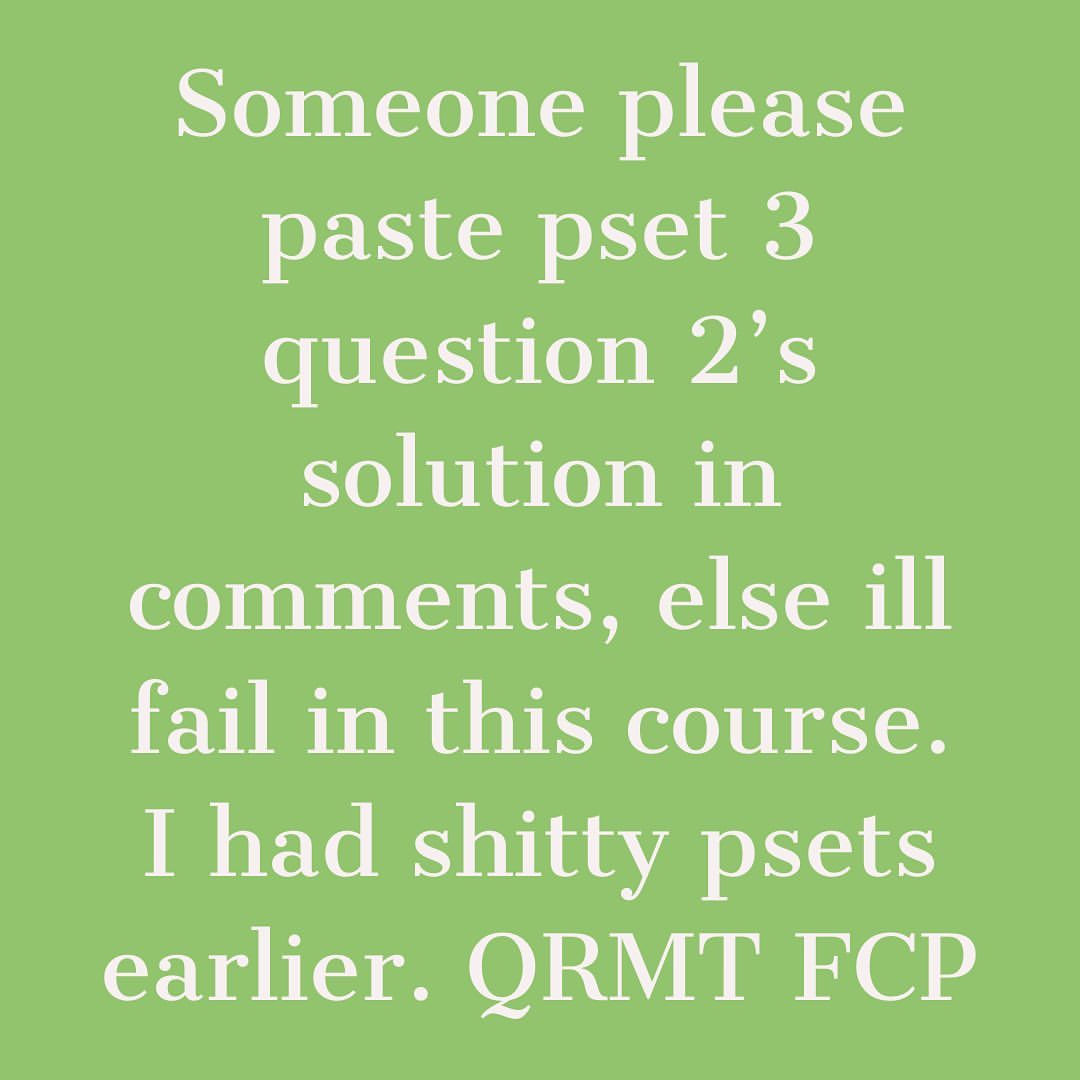 Someone please
paste pset 3
question 2’s
solution in
comments, else ill
fail in this course.
I had shitty psets
earlier. QRMT FCP